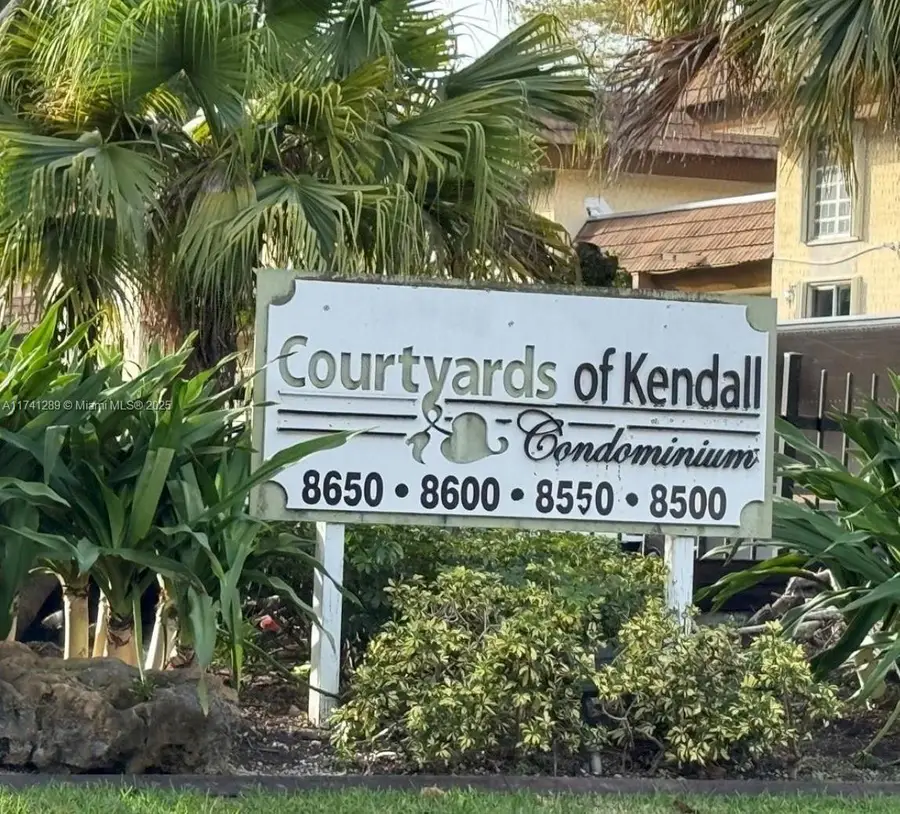 Courtyards of Kendall
Condominium
8650 • 8600 • 8550 • 8500
A11741289 © Miami MLS® 2025